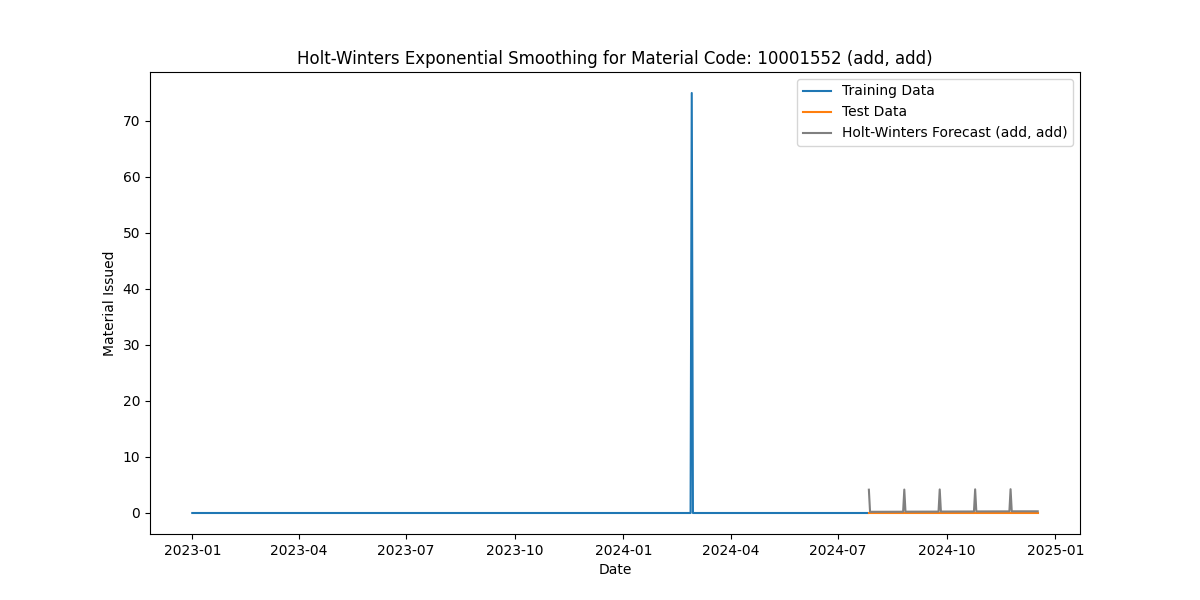 Holt-Winters Exponential Smoothing for Material Code: 10001552 (add, add)
Training Data
Test Data
Holt-Winters Forecast (add, add)
Material Issued
70
60
50
40
30
20
10
0
2023-01 2023-04 2023-07 2023-10 2024-01 2024-04 2024-07 2024-10 2025-01
Date